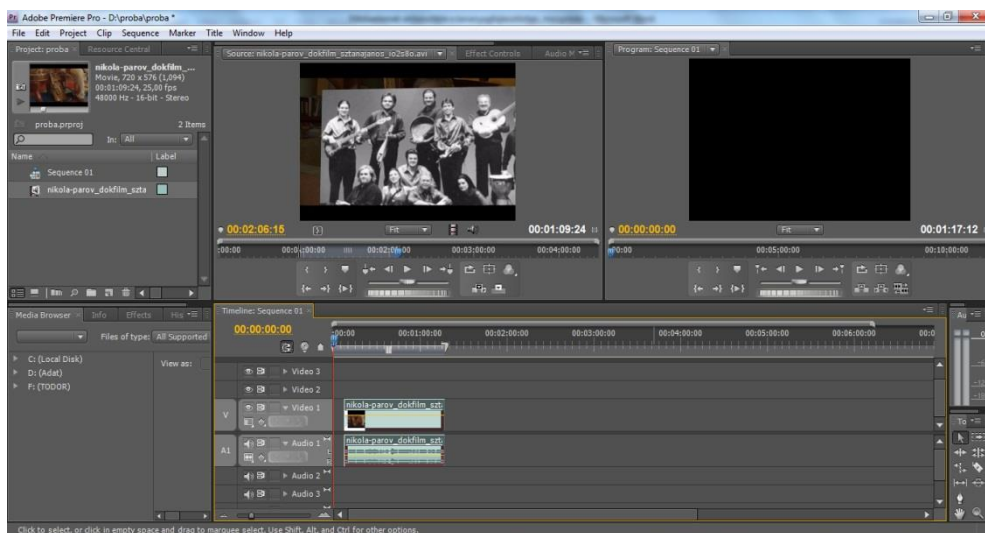 Adobe Premiere Pro - D:\proba\proba *
File Edit Project Clip Sequence Marker Title Window Help
Project: proba
Resource Central
nikola-parov_dokfilm_...
Movie, 720 x 576 (1,094)
00:01:09:24, 25,00 fps
48000 Hz - 16-bit - Stereo
proba.prproj
2 Items
In: All
Name
Label
Sequence 01
nikola-parov_dokfilm_szta
Source: nikola-parov_dokfilm_sztanajanos_io2s8o.avi
Effect Controls
Audio M
00:02:06:15
Fit
00:01:09:24
00:02:00:00
00:03:00:00
00:04:00:00
Program: Sequence 01
00:00:00:00
Fit
00:01:17:12
00:05:00:00
00:10:00:00
Media Browser
Info
Effects
His
Files of type: All Supported
C: (Local Disk)
D: (Adat)
F: (TODOR)
View as:
Timeline: Sequence 01
00:00:00:00
00:01:00:00
00:02:00:00
00:03:00:00
00:04:00:00
00:05:00:00
00:06:00:00
Video 3
Video 2
V
Video 1
nikola-parov_dokfilm_szt
A1
Audio 1
nikola-parov_dokfilm_szt
Audio 2
Audio 3
Au
To
Click to select, or click in empty space and drag to marquee select. Use Shift, Alt, and Ctrl for other options.